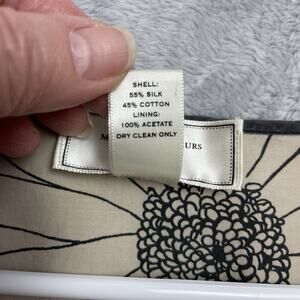 SHELL:
55% SILK
45% COTTON
LINING:
100% ACETATE
DRY CLEAN ONLY